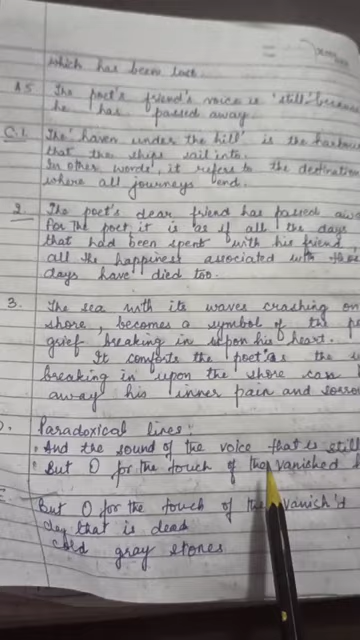 which has been lost.
A5. The poet's friend's voice is 'still' because
he has passed away.
C.1. The 'haven under the hill' is the harbour
that the ships sail into.
In other words, it refers to the destination
where all journeys end.
2. The poet's dear friend has passed away
For the poet, it is as if all the days
that had been spent with his friend
all the happiness associated with those
days have died too.
3. The sea with its waves crashing on
shore, becomes a symbol of the
grief breaking in upon his heart.
It comforts the poet as the
breaking in upon the shore can
away his inner pain and sorrow
D. Paradoxical lines:
• And the sound of the voice that is still
• But O for the touch of the vanished
But O for the touch of the vanish'd
day that is dead
cold gray stones